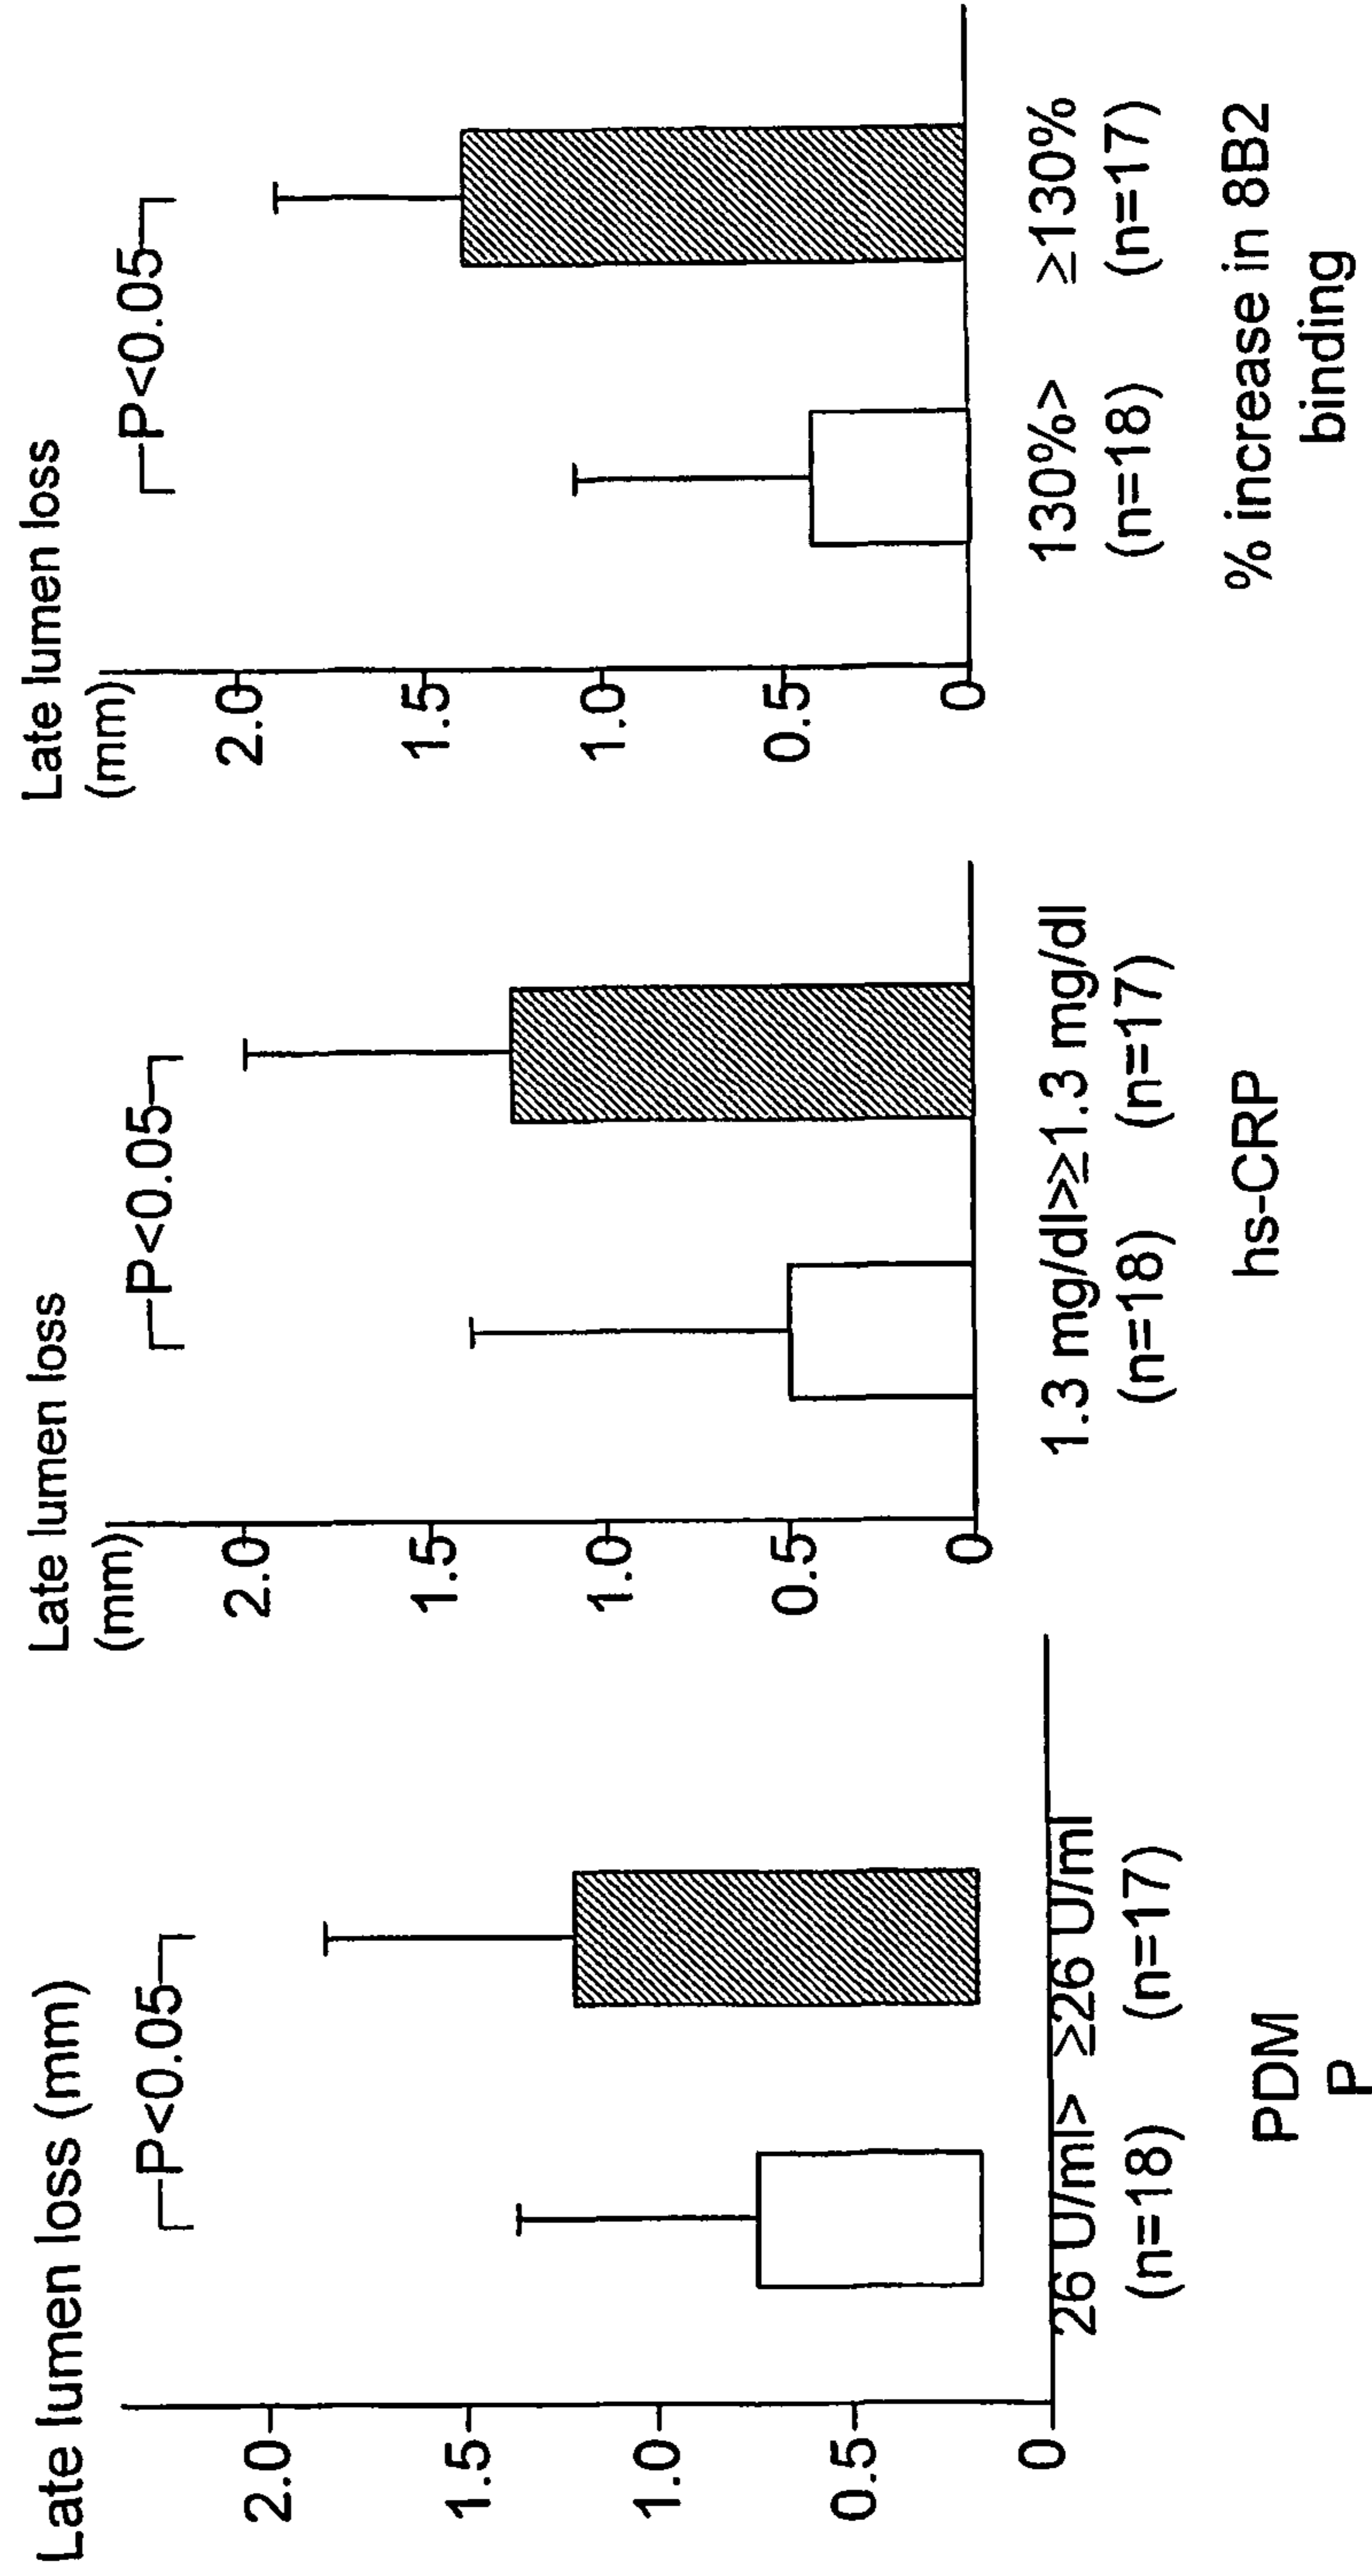 Late lumen loss (mm)
P<0.05
2.0
1.5
1.0
0.5
0
26 U/ml> ≥26 U/ml
(n=18) (n=17)
PDM
P
Late lumen loss
(mm)
P<0.05
2.0
1.5
1.0
0.5
0
1.3 mg/dl>≥1.3 mg/dl
(n=18) (n=17)
hs-CRP
Late lumen loss
(mm)
P<0.05
2.0
1.5
1.0
0.5
0
130%> ≥130%
(n=18) (n=17)
% increase in 8B2
binding